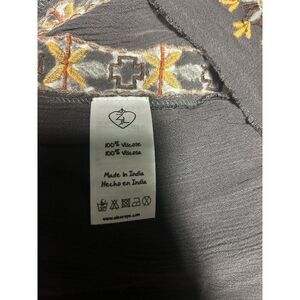 100% Viscose
100% Viscosa
Made in India
Hecho en India